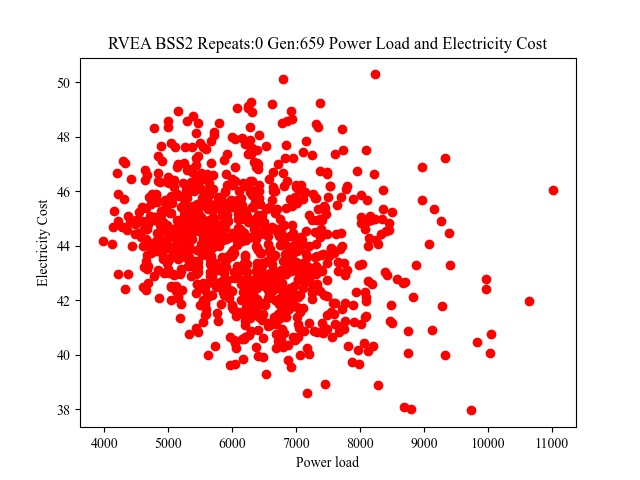 RVEA BSS2 Repeats:0 Gen:659 Power Load and Electricity Cost
50
48
46
44
42
40
38
Electricity Cost
4000 5000 6000 7000 8000 9000 10000 11000
Power load